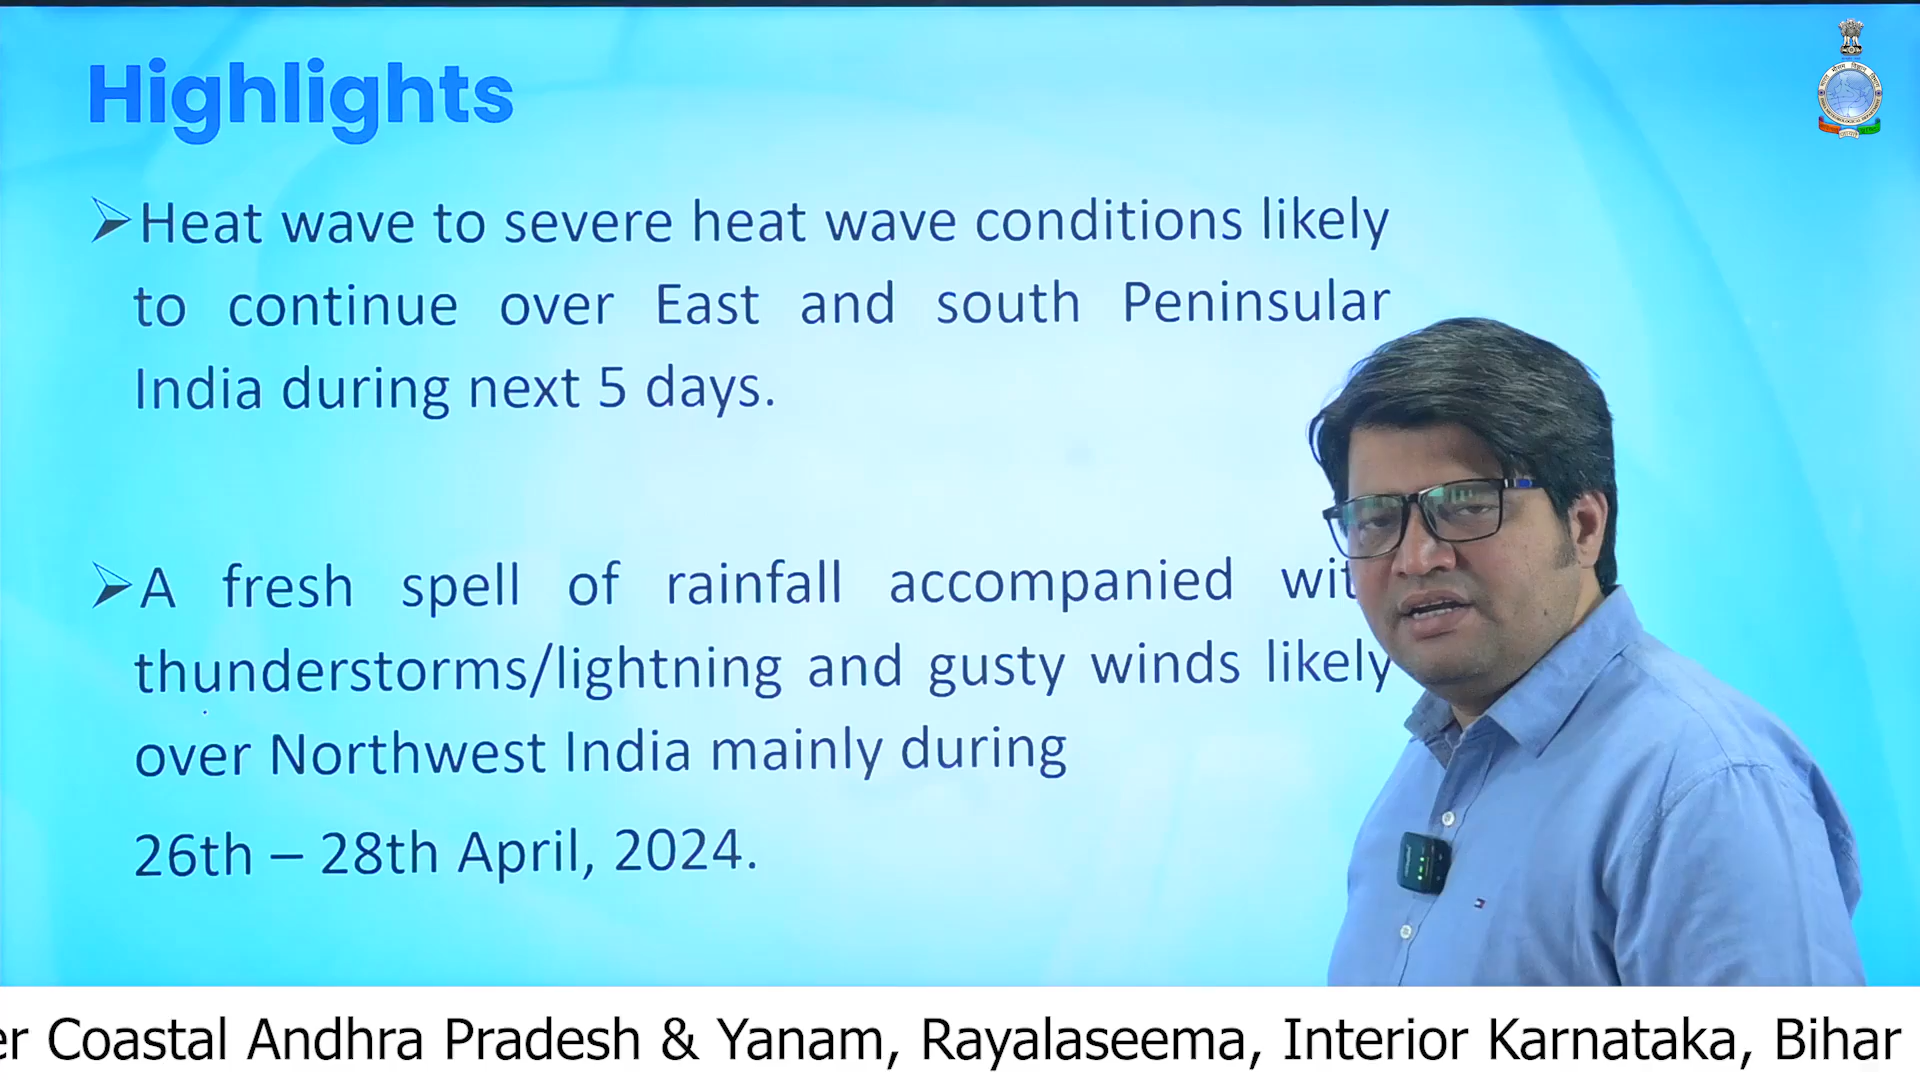 Highlights
Heat wave to severe heat wave conditions likely
to continue over East and south Peninsular
India during next 5 days.
A fresh spell of rainfall accompanied wit
thunderstorms/lightning and gusty winds likely
over Northwest India mainly during
26th – 28th April, 2024.
er Coastal Andhra Pradesh & Yanam, Rayalaseema, Interior Karnataka, Bihar